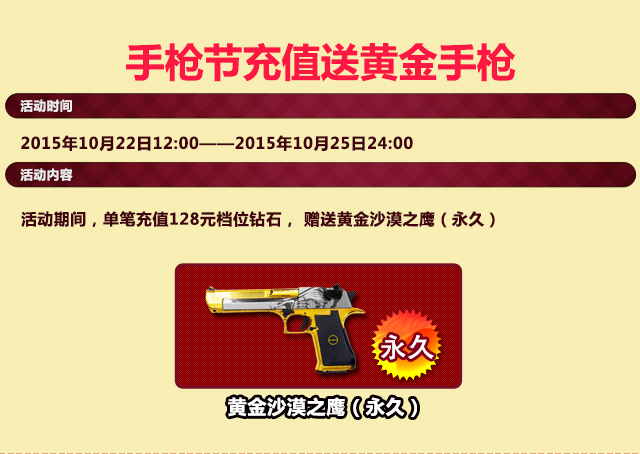 手枪节充值送黄金手枪
活动时间
2015年10月22日12:00——2015年10月25日24:00
活动内容
活动期间，单笔充值128元档位钻石， 赠送黄金沙漠之鹰（永久）
永久
黄金沙漠之鹰（永久）